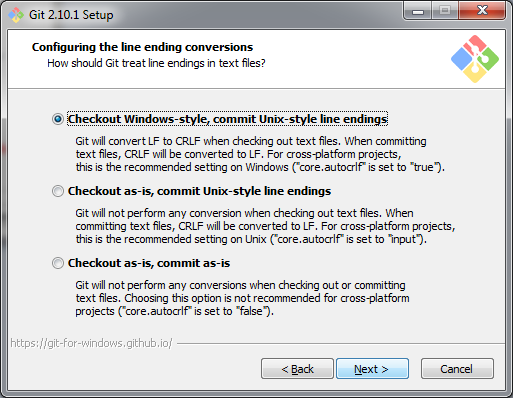 Git 2.10.1 Setup
Configuring the line ending conversions
How should Git treat line endings in text files?
Checkout Windows-style, commit Unix-style line endings
Git will convert LF to CRLF when checking out text files. When committing
text files, CRLF will be converted to LF. For cross-platform projects,
this is the recommended setting on Windows ("core.autocrlf" is set to "true").
Checkout as-is, commit Unix-style line endings
Git will not perform any conversion when checking out text files. When
committing text files, CRLF will be converted to LF. For cross-platform projects,
this is the recommended setting on Unix ("core.autocrlf" is set to "input").
Checkout as-is, commit as-is
Git will not perform any conversions when checking out or committing
text files. Choosing this option is not recommended for cross-platform
projects ("core.autocrlf" is set to "false").
https://git-for-windows.github.io/
< Back
Next >
Cancel